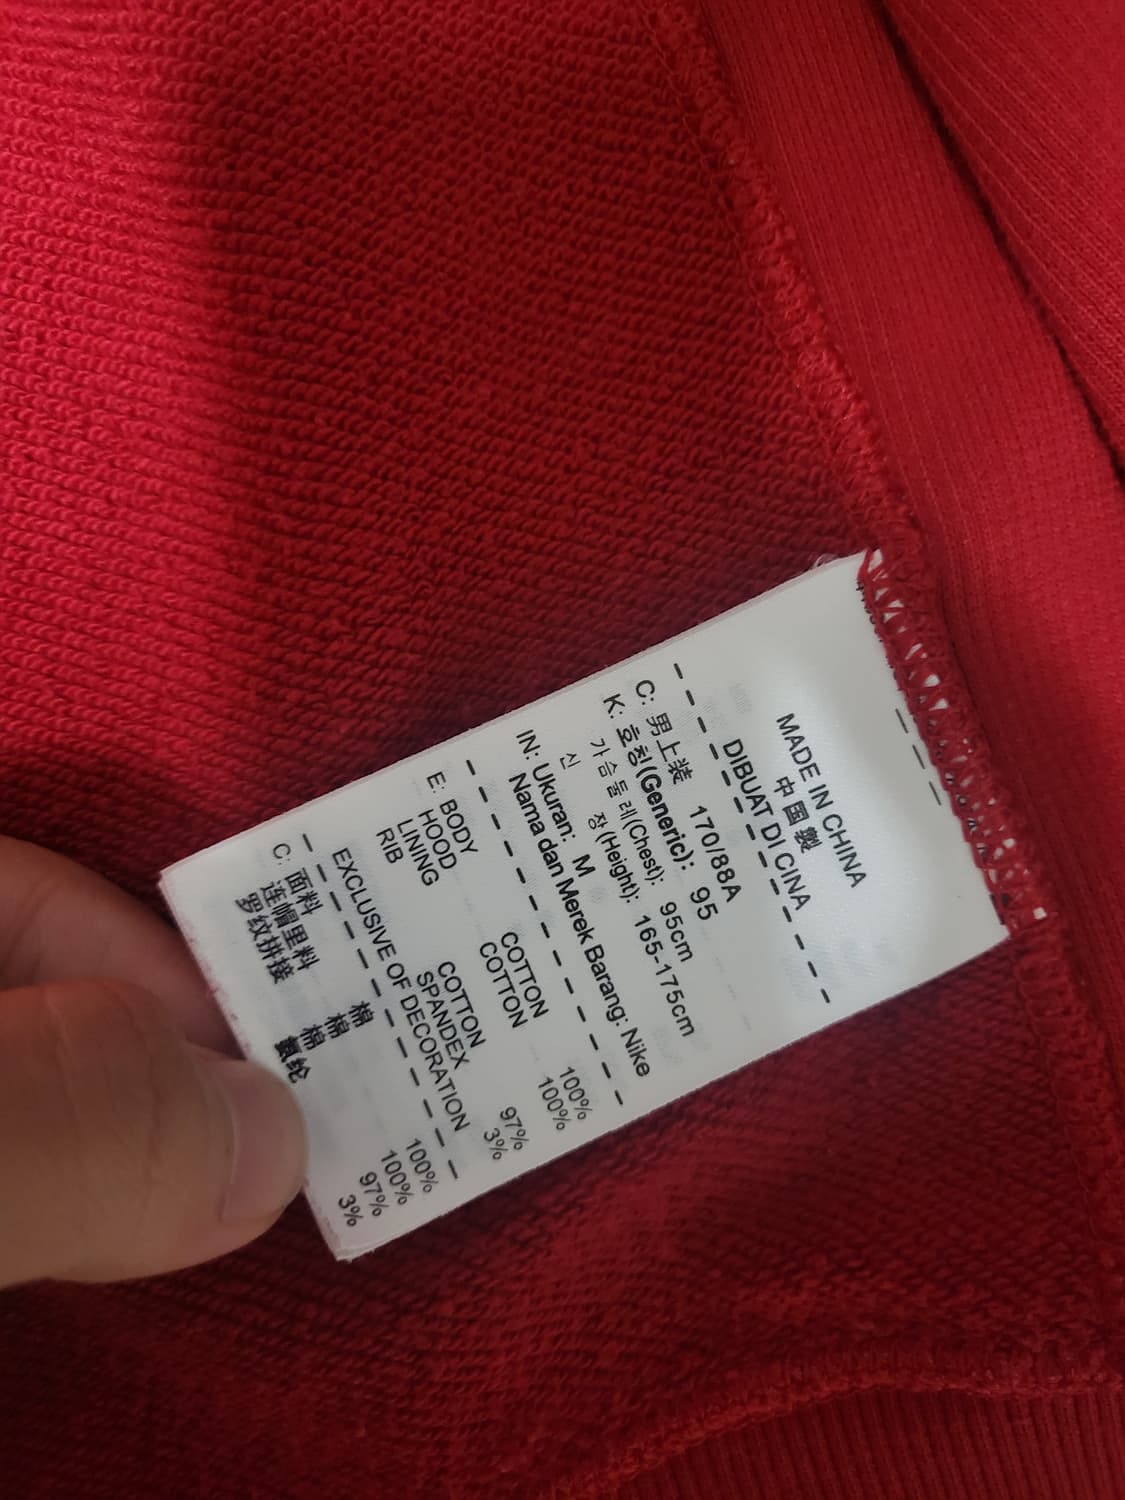 MADE IN CHINA
中国製
DIBUAT DI CINA
C: 男上装 170/88A
K: 호칭(Generic): 95
가슴둘레(Chest): 95cm
신 장(Height): 165-175cm
IN: Ukuran: M
Nama dan Merek Barang: Nike
E: BODY COTTON 100%
HOOD LINING COTTON 100%
RIB COTTON 97%
SPANDEX 3%
EXCLUSIVE OF DECORATION
C: 面料 棉 100%
连帽里料 棉 100%
罗纹拼接 棉 97%
氨纶 3%